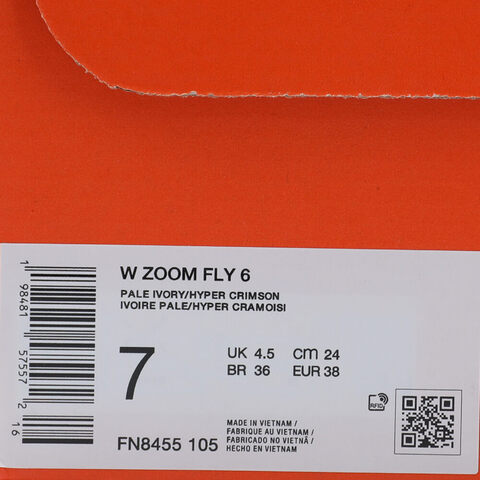 W ZOOM FLY 6
PALE IVORY/HYPER CRIMSON
IVOIRE PALE/HYPER CRAMOISI
7
UK 4.5 cm 24
BR 36 EUR 38
RFID
FN8455 105
MADE IN VIETNAM /
FABRIQUE AU VIETNAM /
FABRICADO NO VIETNÃ /
HECHO EN VIETNAM
1 98481 57557 2 16